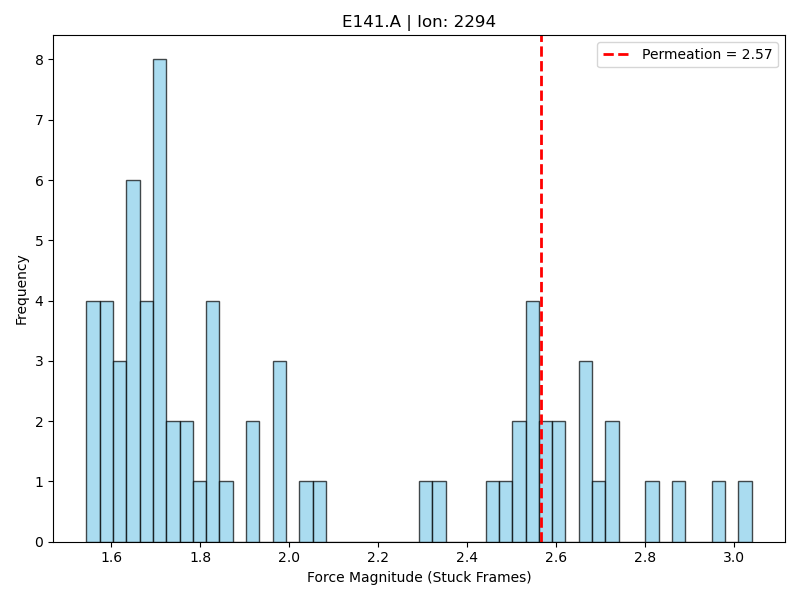 E141.A | Ion: 2294
Permeation = 2.57
8
7
6
5
4
3
2
1
0
Frequency
1.6 1.8 2.0 2.2 2.4 2.6 2.8 3.0
Force Magnitude (Stuck Frames)